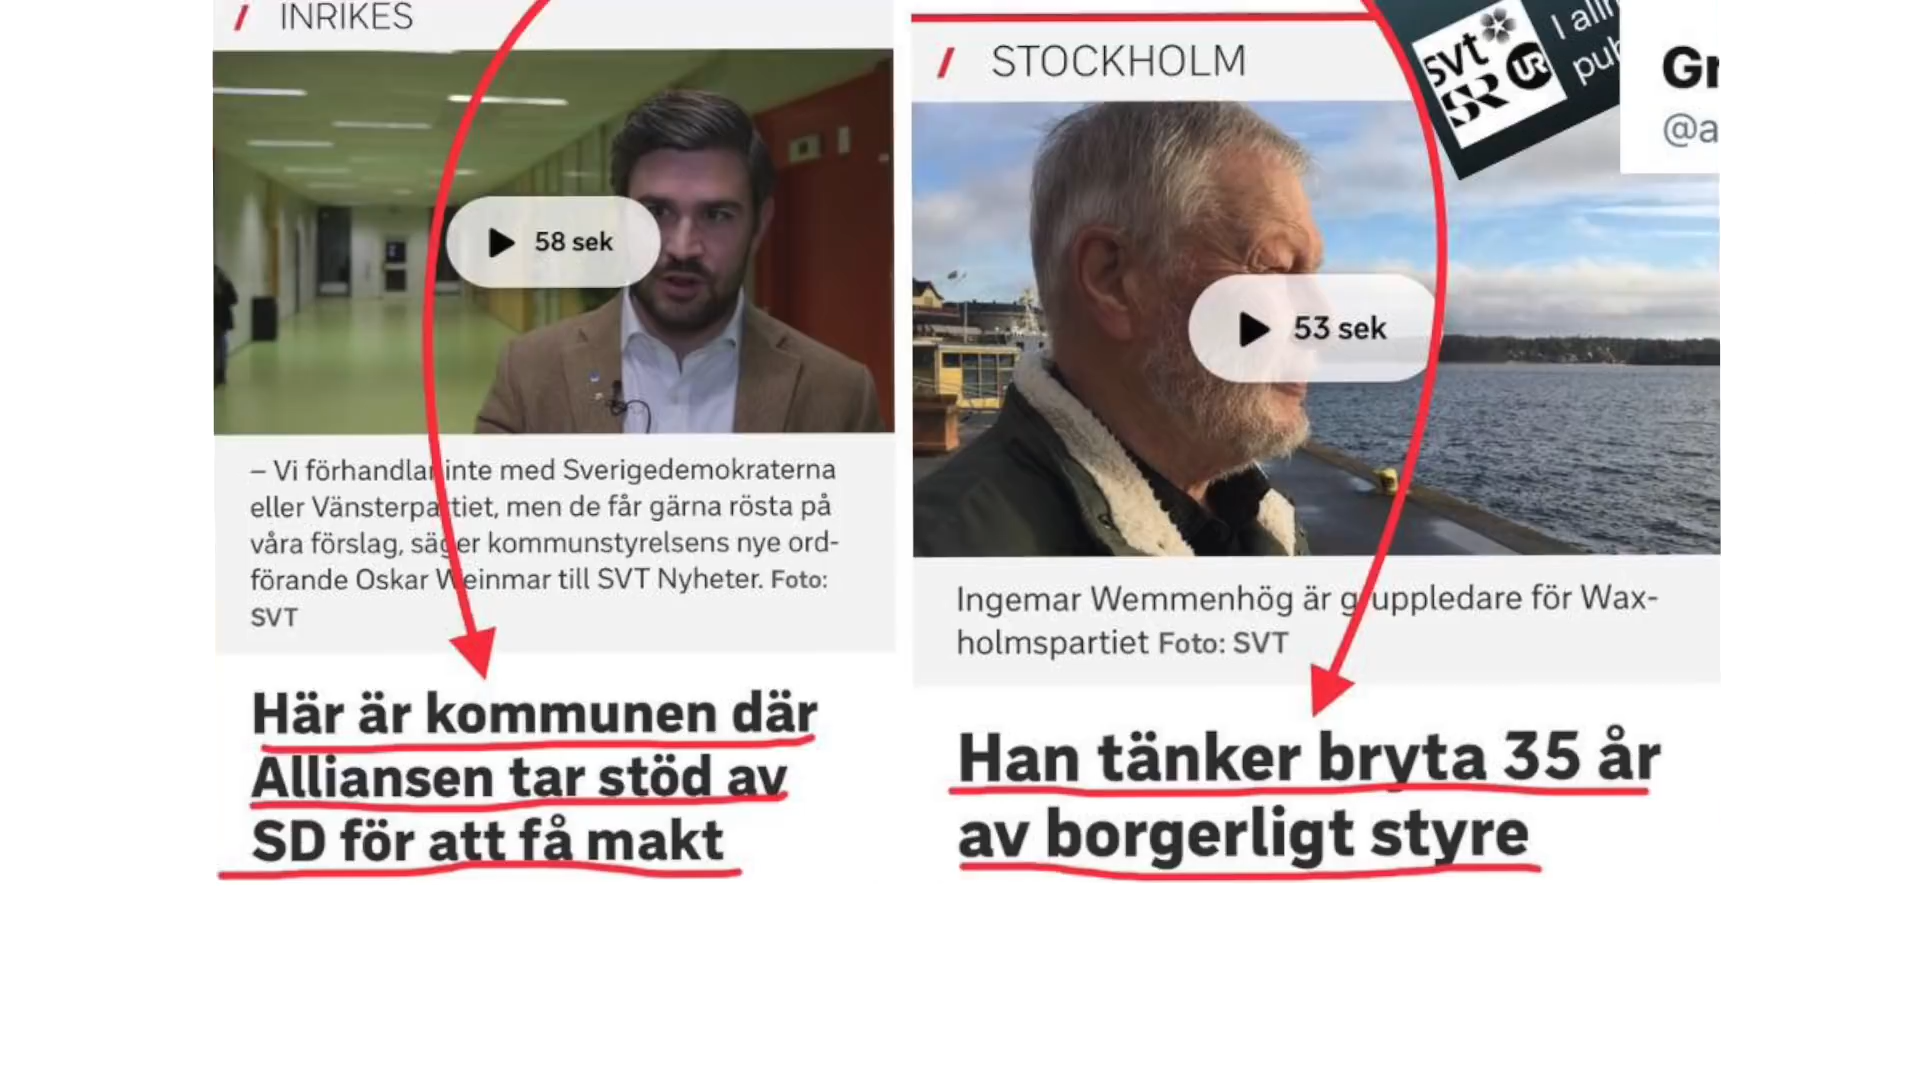 INRIKES
58 sek
– Vi förhandlar inte med Sverigedemokraterna
eller Vänsterpartiet, men de får gärna rösta på
våra förslag, säger kommunstyrelsens nye ord-
förande Oskar Weinmar till SVT Nyheter. Foto:
SVT
Här är kommunen där
Alliansen tar stöd av
SD för att få makt
STOCKHOLM
53 sek
Ingemar Wemmenhög är gruppledare för Wax-
holmspartiet Foto: SVT
Han tänker bryta 35 år
av borgerligt styre
svt
SR UR
I all
pub
Gr
@a